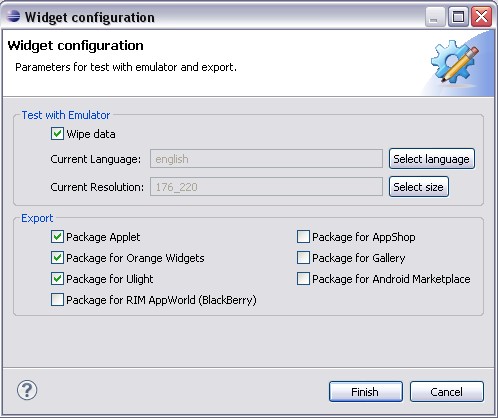 Widget configuration
Widget configuration
Parameters for test with emulator and export.
Test with Emulator
Wipe data
Current Language: english Select language
Current Resolution: 176_220 Select size
Export
Package Applet
Package for Orange Widgets
Package for Ulight
Package for RIM AppWorld (BlackBerry)
Package for AppShop
Package for Gallery
Package for Android Marketplace
? Finish Cancel